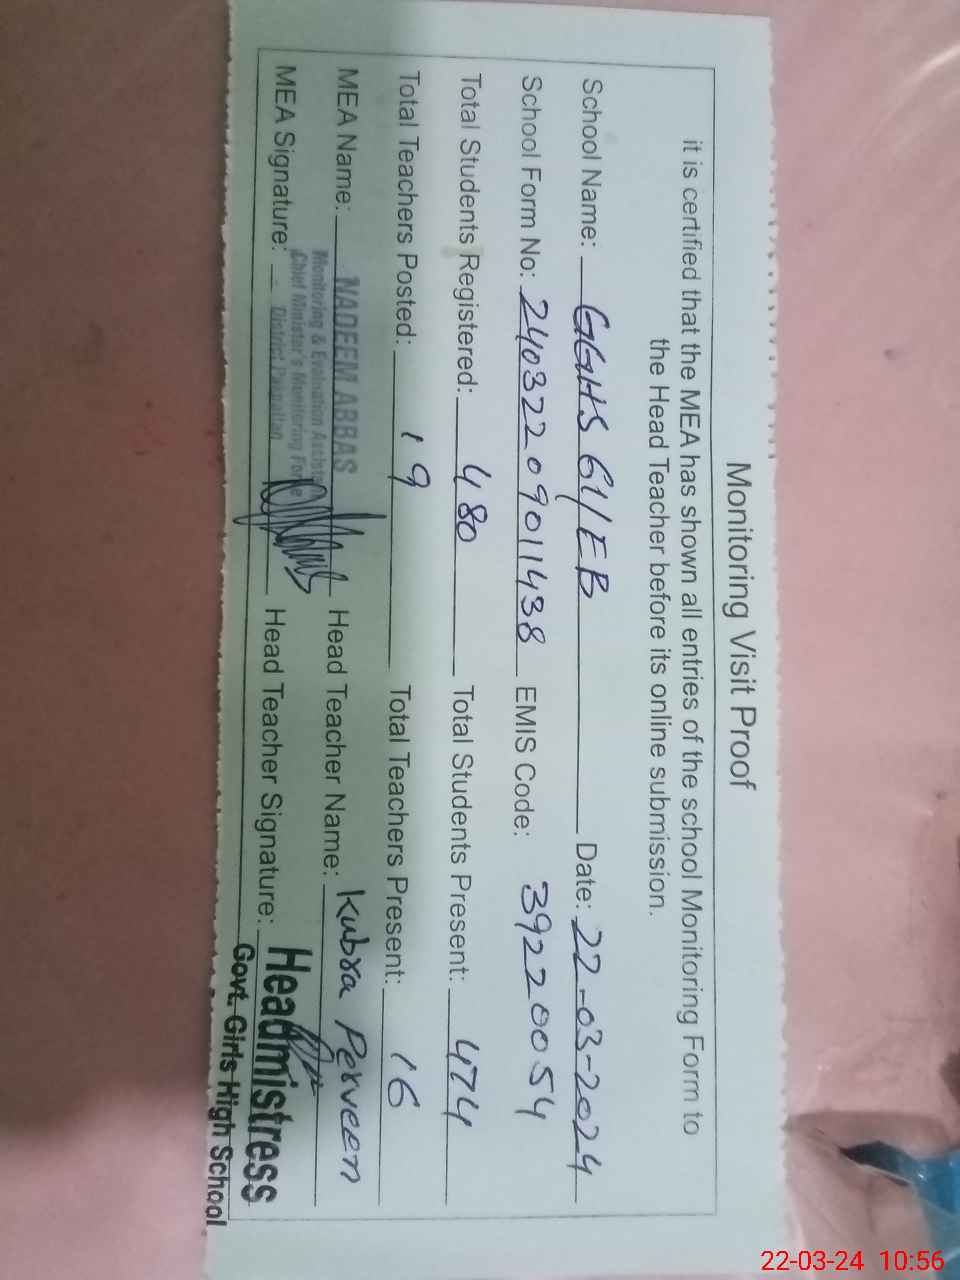 Monitoring Visit Proof
it is certified that the MEA has shown all entries of the school Monitoring Form to
the Head Teacher before its online submission.
School Name: GGHS 61/EB Date: 22-03-2024
School Form No: 2403220901 1438 EMIS Code: 39220054
Total Students Registered: 480 Total Students Present: 474
Total Teachers Posted: 19 Total Teachers Present: 16
MEA Name: NADEEM ABBAS Head Teacher Name: Kubra Perveen
Monitoring & Evaluation Assistant
Chief Minister's Monitoring Force
District Pakpattan
MEA Signature: Head Teacher Signature:
Headmistress
Govt. Girls High School
22-03-24 10:56